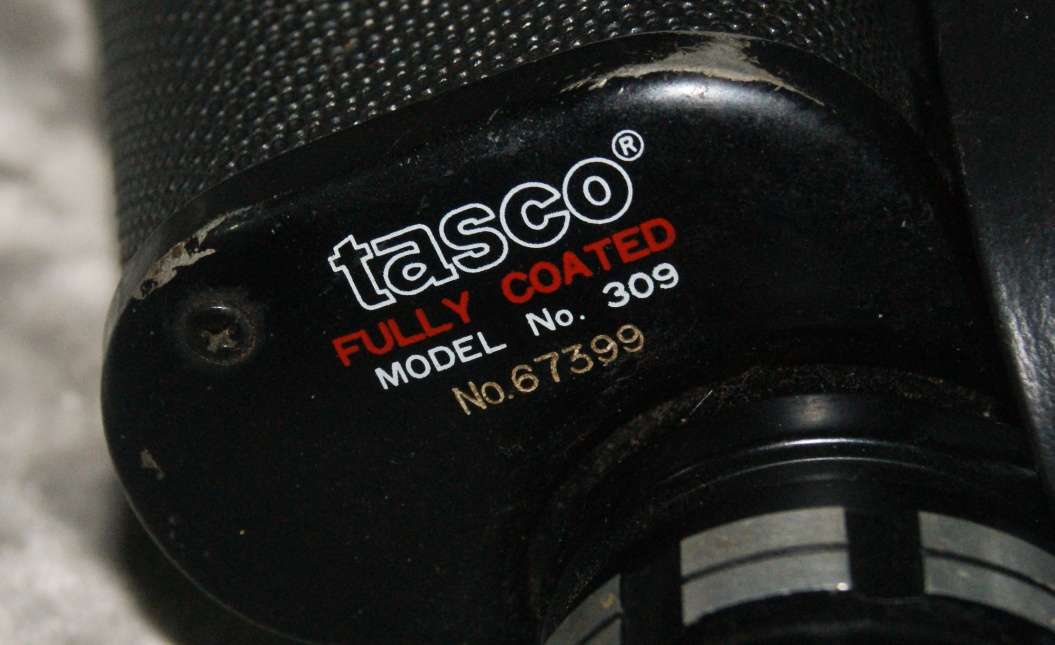 tasco®
FULLY COATED
MODEL No. 309
No.67399